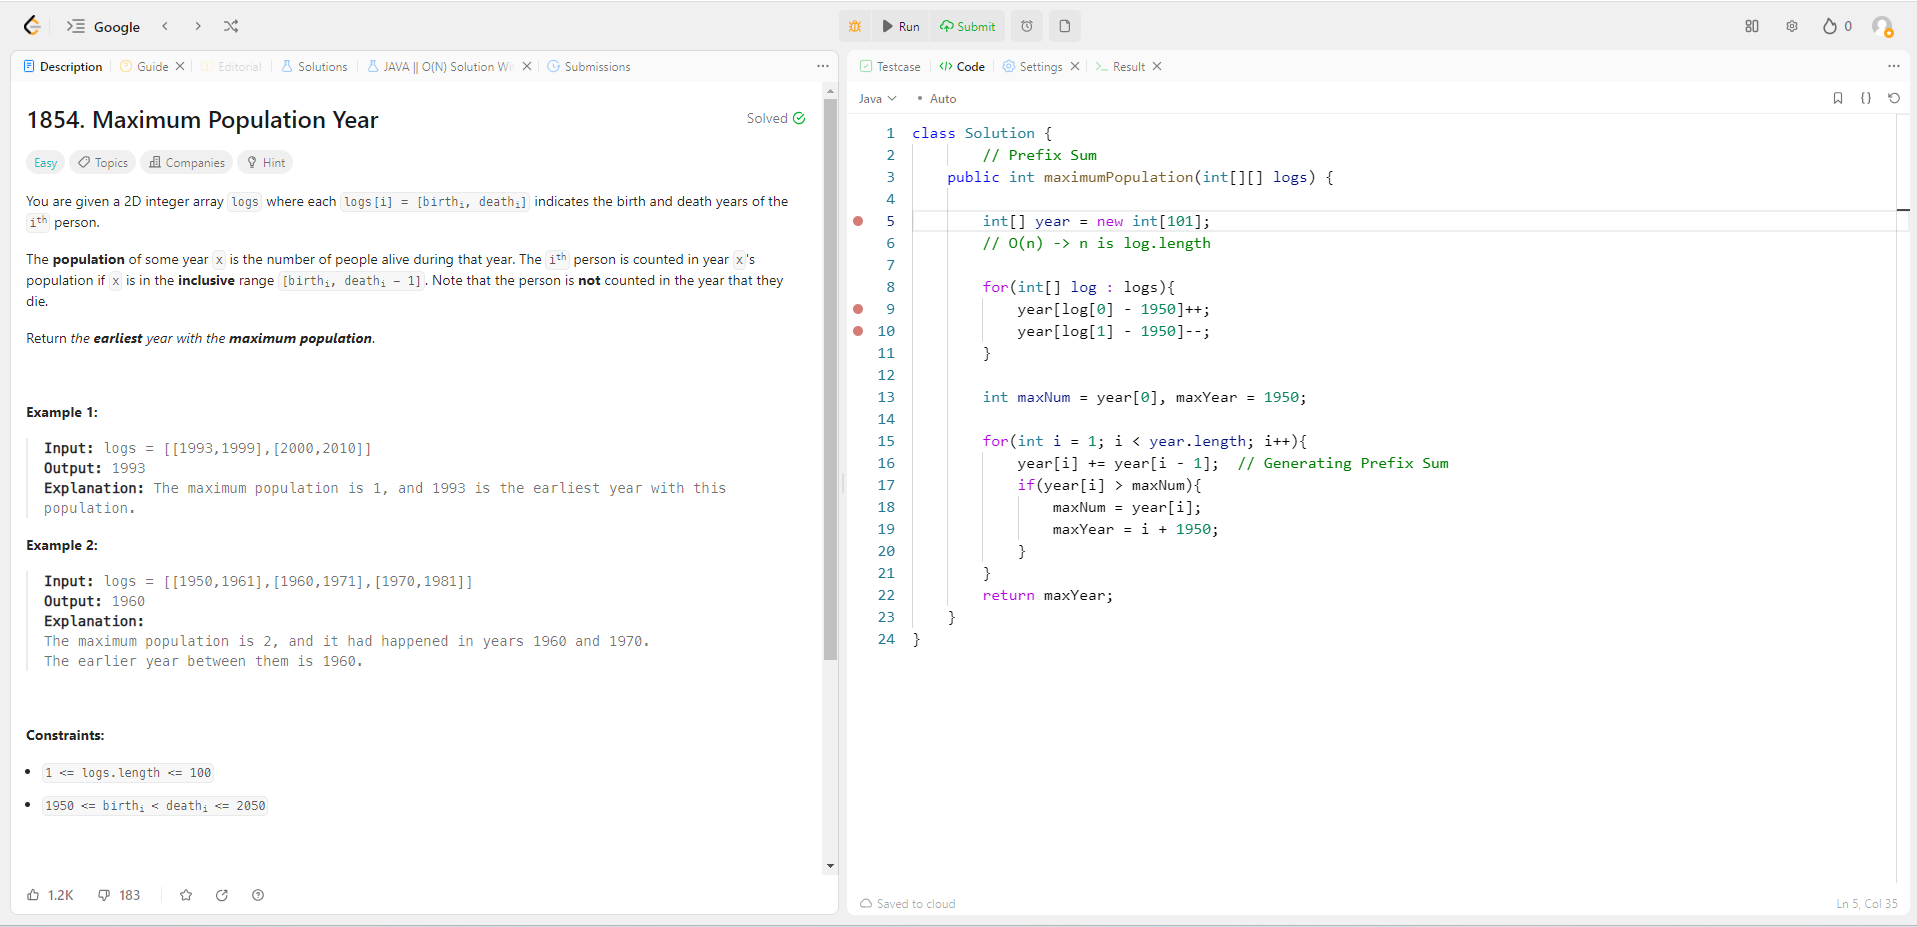 Google
Run
Submit
0
Description
Guide
Editorial
Solutions
JAVA || O(N) Solution Wi
Submissions
1854. Maximum Population Year
Solved
Easy
Topics
Companies
Hint
You are given a 2D integer array logs where each logs[i] = [birthᵢ, deathᵢ] indicates the birth and death years of the
iᵗʰ person.
The population of some year x is the number of people alive during that year. The iᵗʰ person is counted in year x's
population if x is in the inclusive range [birthᵢ, deathᵢ - 1]. Note that the person is not counted in the year that they
die.
Return the earliest year with the maximum population.
Example 1:
Input: logs = [[1993,1999],[2000,2010]]
Output: 1993
Explanation: The maximum population is 1, and 1993 is the earliest year with this
population.
Example 2:
Input: logs = [[1950,1961],[1960,1971],[1970,1981]]
Output: 1960
Explanation:
The maximum population is 2, and it had happened in years 1960 and 1970.
The earlier year between them is 1960.
Constraints:
• 1 <= logs.length <= 100
• 1950 <= birthᵢ < deathᵢ <= 2050
1.2K
183
Testcase
Code
Settings
Result
Java
• Auto
{}
1 class Solution {
2 // Prefix Sum
3 public int maximumPopulation(int[][] logs) {
4
5 int[] year = new int[101];
6 // O(n) -> n is log.length
7
8 for(int[] log : logs){
9 year[log[0] - 1950]++;
10 year[log[1] - 1950]--;
11 }
12
13 int maxNum = year[0], maxYear = 1950;
14
15 for(int i = 1; i < year.length; i++){
16 year[i] += year[i - 1];  // Generating Prefix Sum
17 if(year[i] > maxNum){
18 maxNum = year[i];
19 maxYear = i + 1950;
20 }
21 }
22 return maxYear;
23 }
24 }
Saved to cloud
Ln 5, Col 35